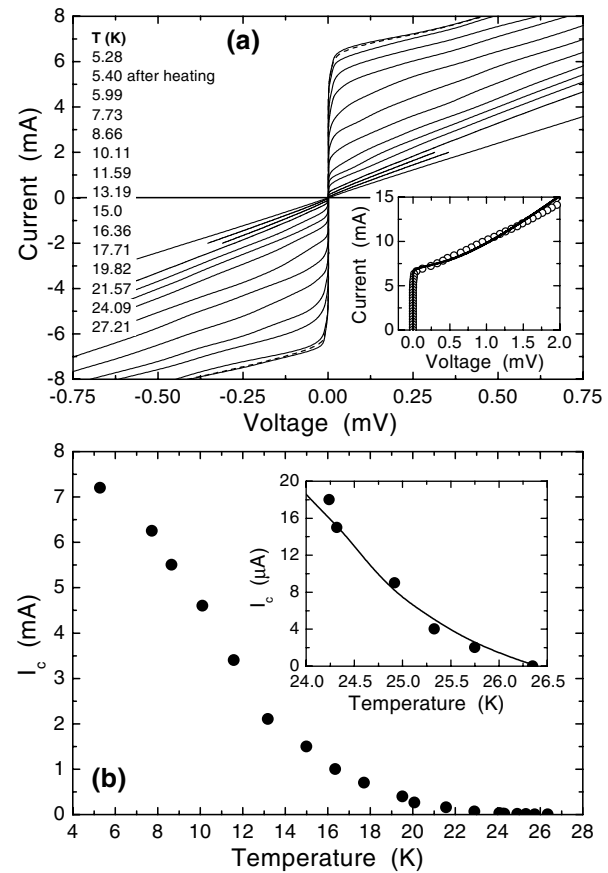 8
6
4
2
0
-2
-4
-6
-8
Current (mA)
T (K)
5.28
5.40 after heating
5.99
7.73
8.66
10.11
11.59
13.19
15.0
16.36
17.71
19.82
21.57
24.09
27.21
(a)
15
10
5
0
Current (mA)
0.0 0.5 1.0 1.5 2.0
Voltage (mV)
-0.75 -0.50 -0.25 0.00 0.25 0.50 0.75
Voltage (mV)
8
7
6
5
4
3
2
1
0
I_c (mA)
20
16
12
8
4
0
I_c (μA)
24.0 24.5 25.0 25.5 26.0 26.5
Temperature (K)
(b)
4 6 8 10 12 14 16 18 20 22 24 26 28
Temperature (K)